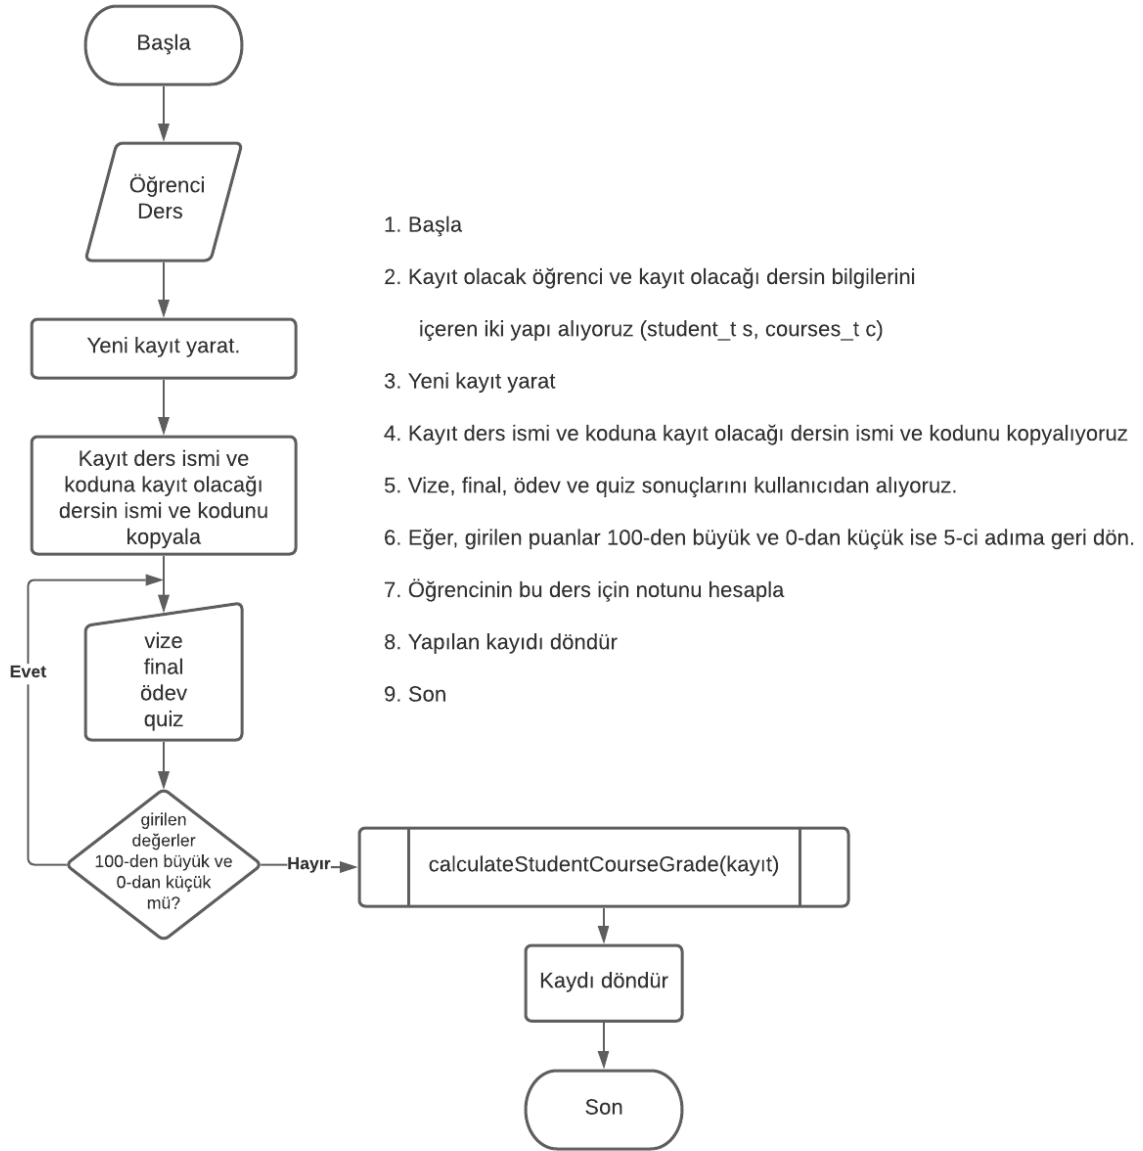 Başla
Öğrenci
Ders
Yeni kayıt yarat.
Kayıt ders ismi ve
koduna kayıt olacağı
dersin ismi ve kodunu
kopyala
Evet
vize
final
ödev
quiz
girilen
değerler
100-den büyük ve
0-dan küçük
mü?
Hayır
calculateStudentCourseGrade(kayıt)
Kaydı döndür
Son
1. Başla
2. Kayıt olacak öğrenci ve kayıt olacağı dersin bilgilerini
içeren iki yapı alıyoruz (student_t s, courses_t c)
3. Yeni kayıt yarat
4. Kayıt ders ismi ve koduna kayıt olacağı dersin ismi ve kodunu kopyalıyoruz
5. Vize, final, ödev ve quiz sonuçlarını kullanıcıdan alıyoruz.
6. Eğer, girilen puanlar 100-den büyük ve 0-dan küçük ise 5-ci adıma geri dön.
7. Öğrencinin bu ders için notunu hesapla
8. Yapılan kayıdı döndür
9. Son